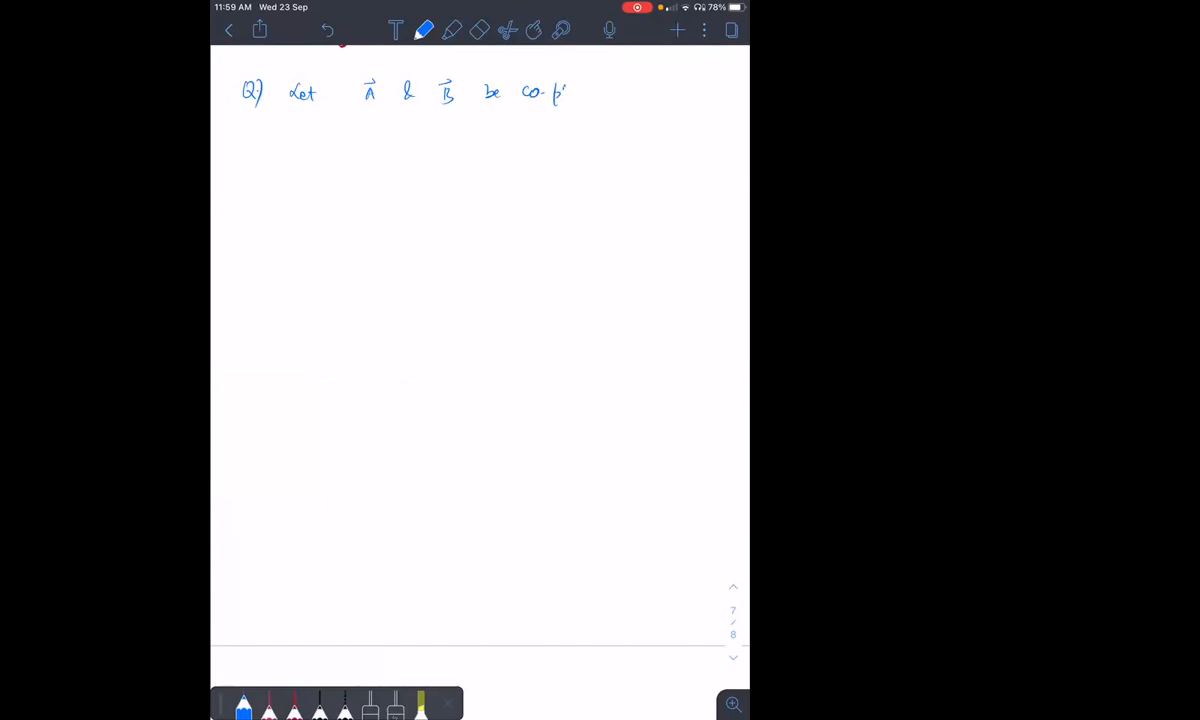 11:59 AM Wed 23 Sep 78%
Q.) Let A⃗ & B⃗ be co-p
7
/
8